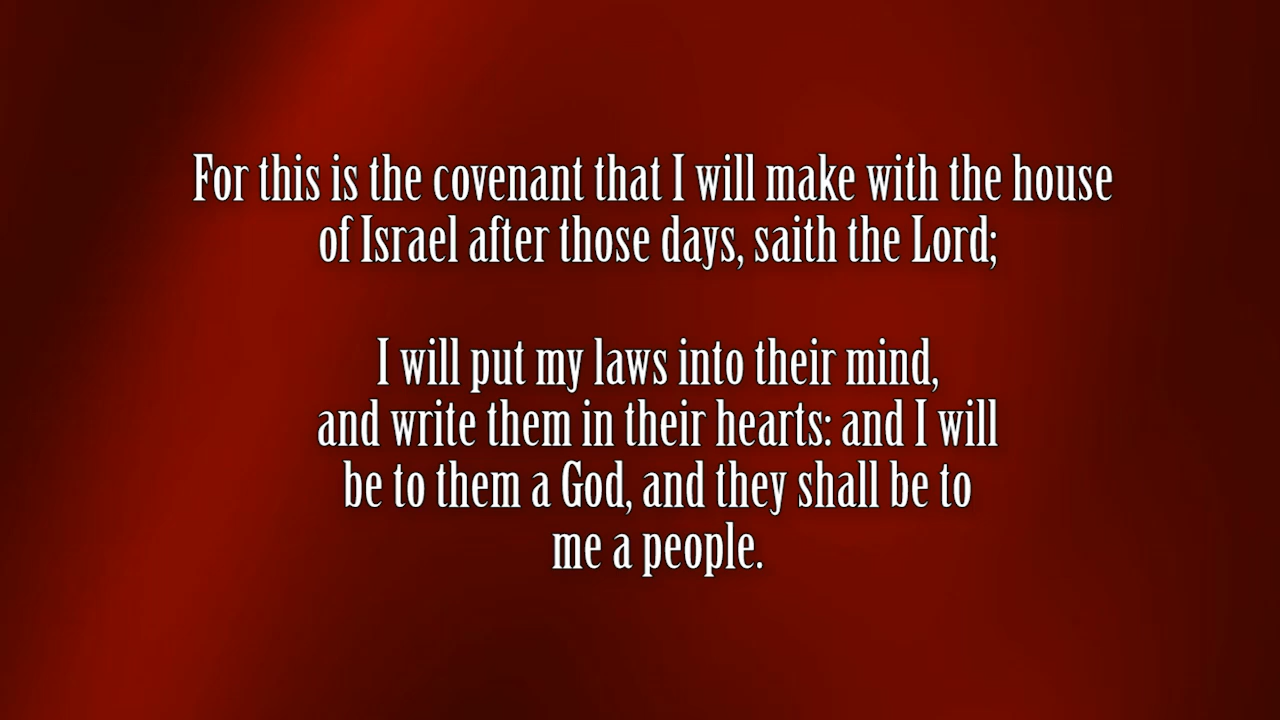 For this is the covenant that I will make with the house
of Israel after those days, saith the Lord;
I will put my laws into their mind,
and write them in their hearts: and I will
be to them a God, and they shall be to
me a people.